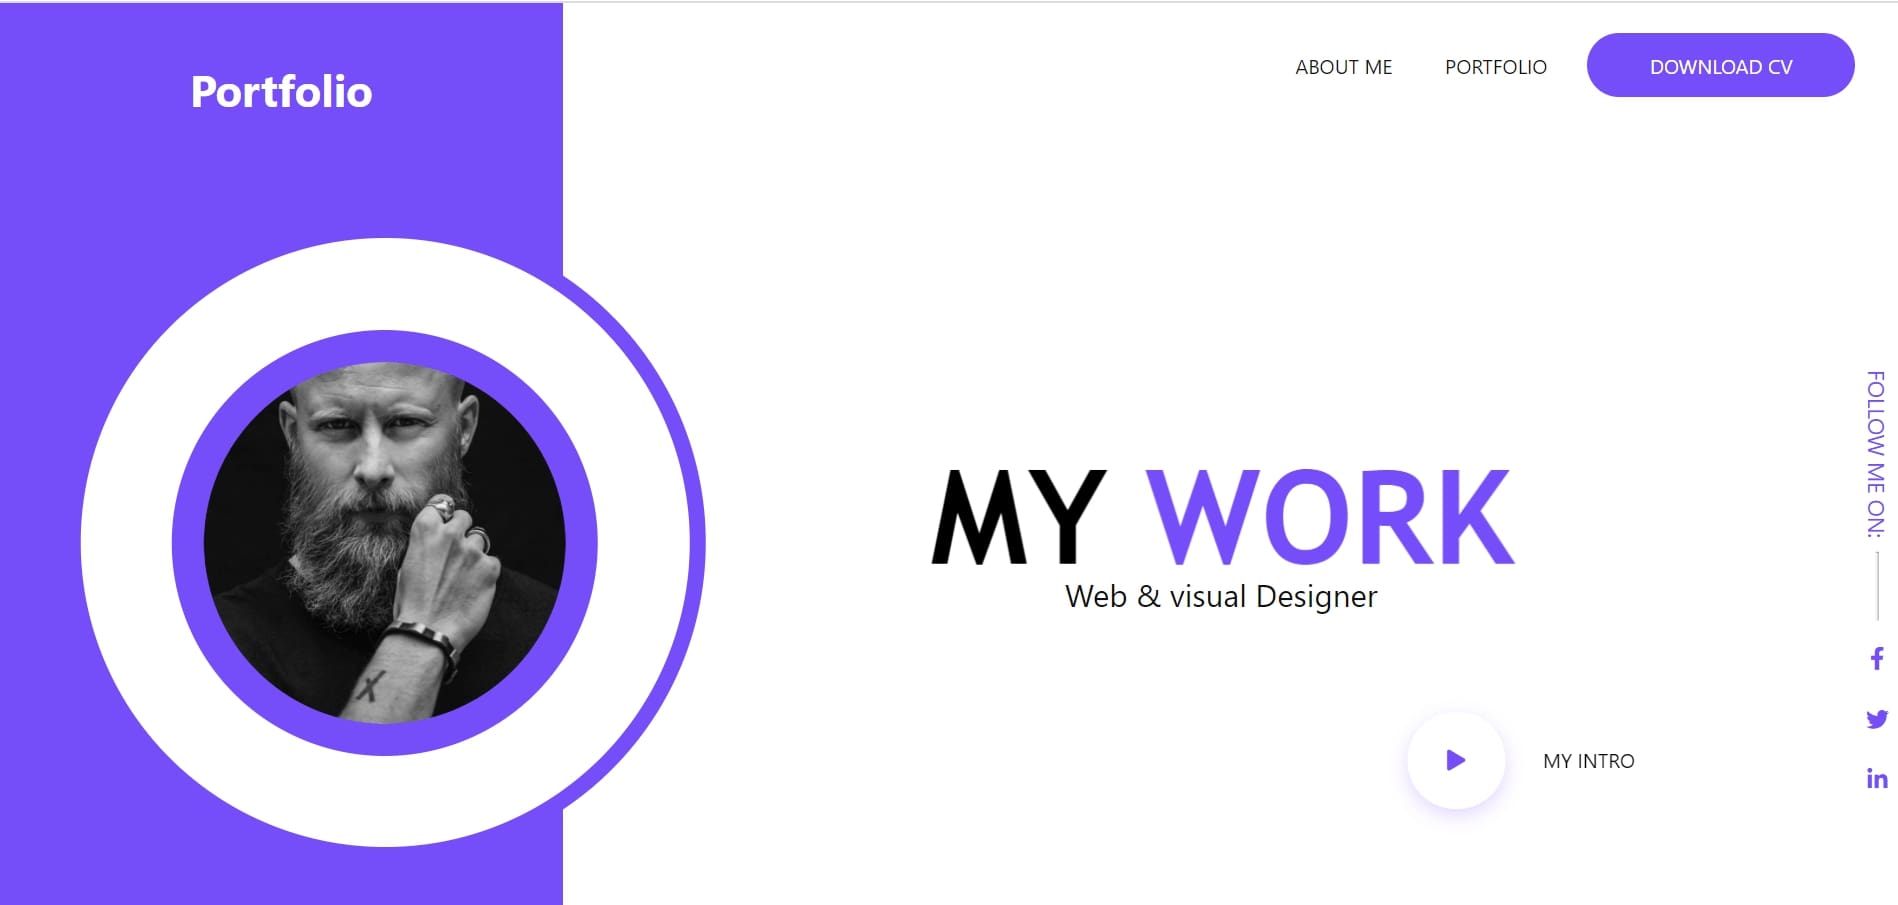 Portfolio
ABOUT ME
PORTFOLIO
DOWNLOAD CV
MY WORK
Web & visual Designer
MY INTRO
FOLLOW ME ON:
X